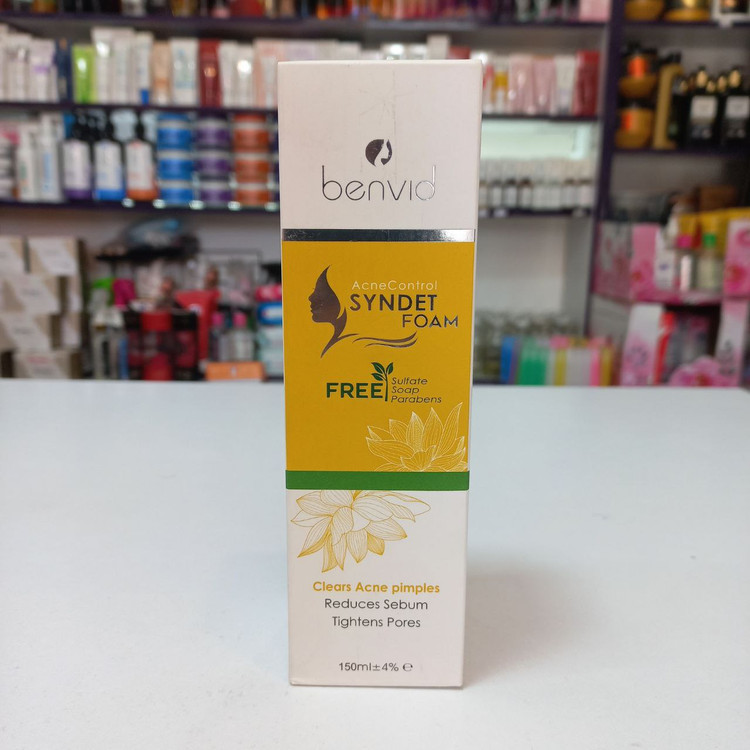 benvid
AcneControl
SYNDET
FOAM
FREE
Sulfate
Soap
Parabens
Clears Acne pimples
Reduces Sebum
Tightens Pores
150ml±4% ℮